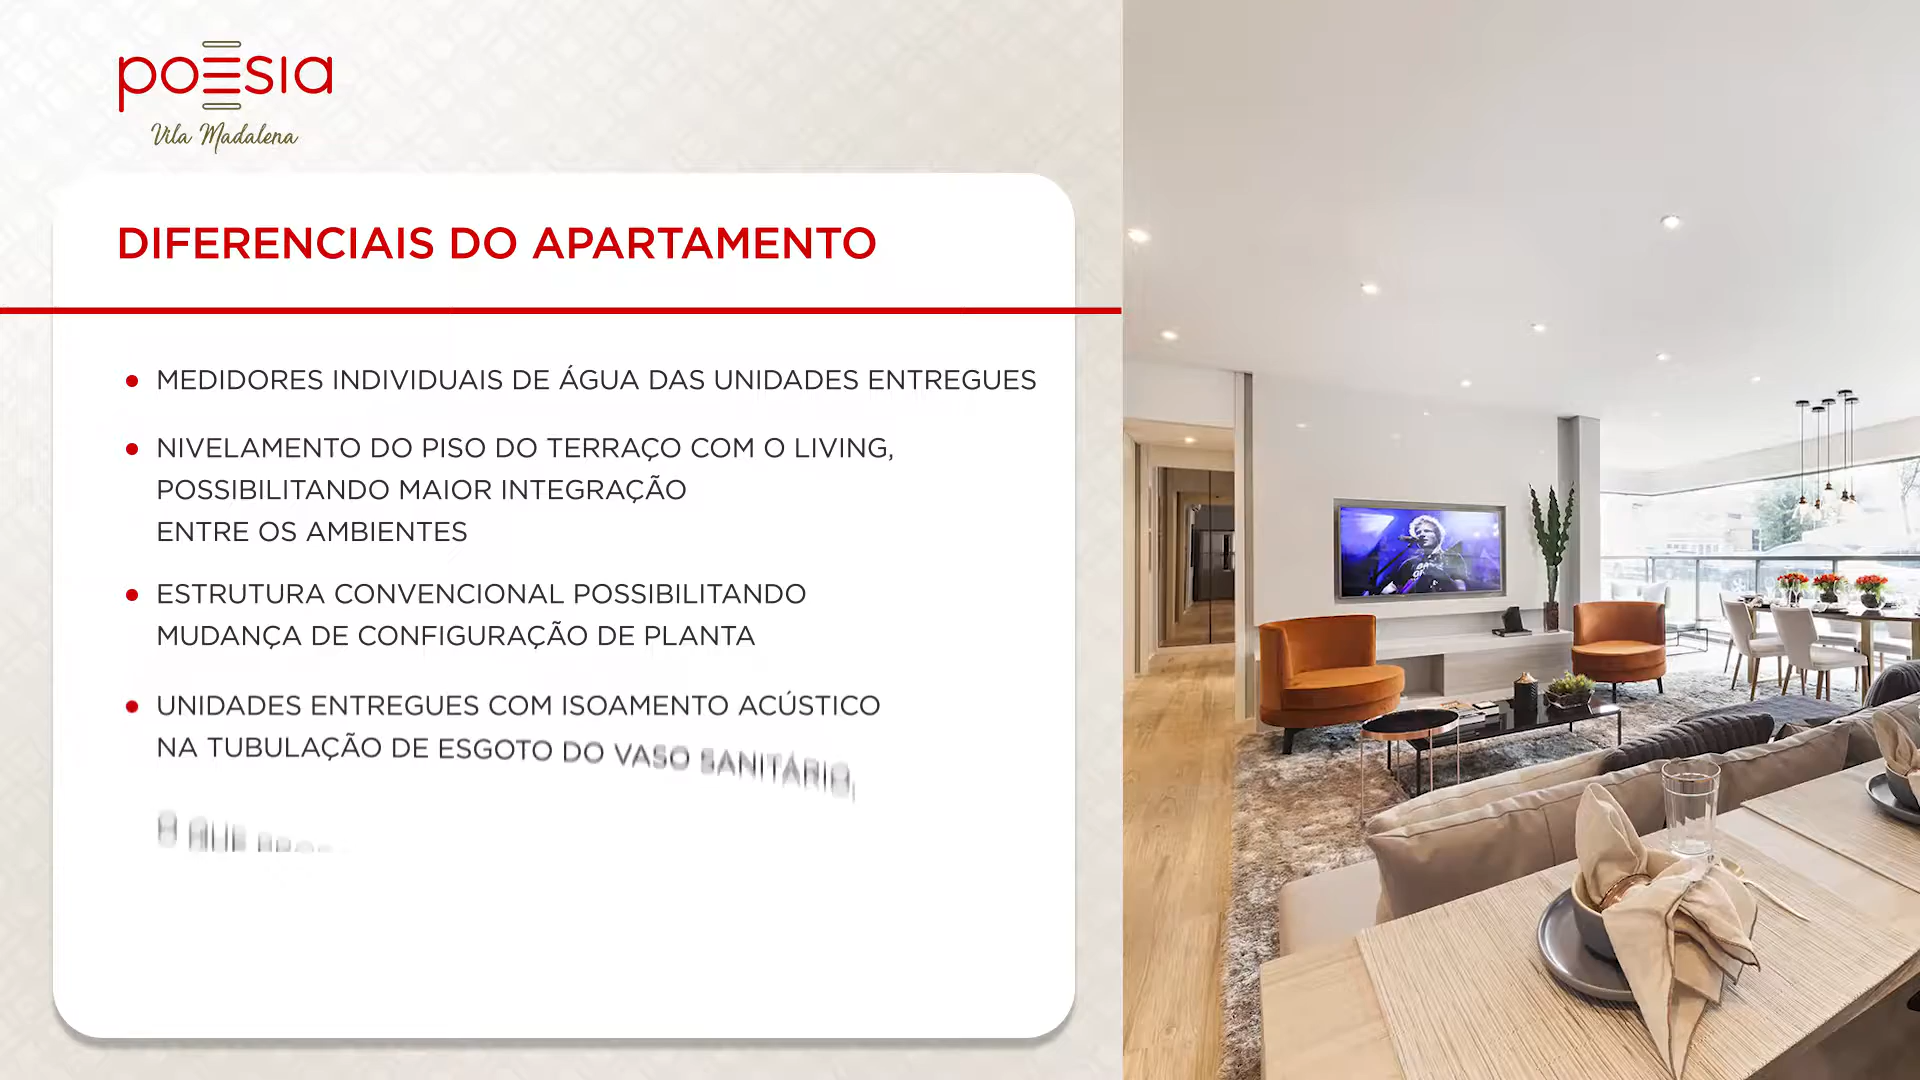 poesia
Vila Madalena
DIFERENCIAIS DO APARTAMENTO
• MEDIDORES INDIVIDUAIS DE ÁGUA DAS UNIDADES ENTREGUES
• NIVELAMENTO DO PISO DO TERRAÇO COM O LIVING,
POSSIBILITANDO MAIOR INTEGRAÇÃO
ENTRE OS AMBIENTES
• ESTRUTURA CONVENCIONAL POSSIBILITANDO
MUDANÇA DE CONFIGURAÇÃO DE PLANTA
• UNIDADES ENTREGUES COM ISOAMENTO ACÚSTICO
NA TUBULAÇÃO DE ESGOTO DO VASO SANITÁRIO,